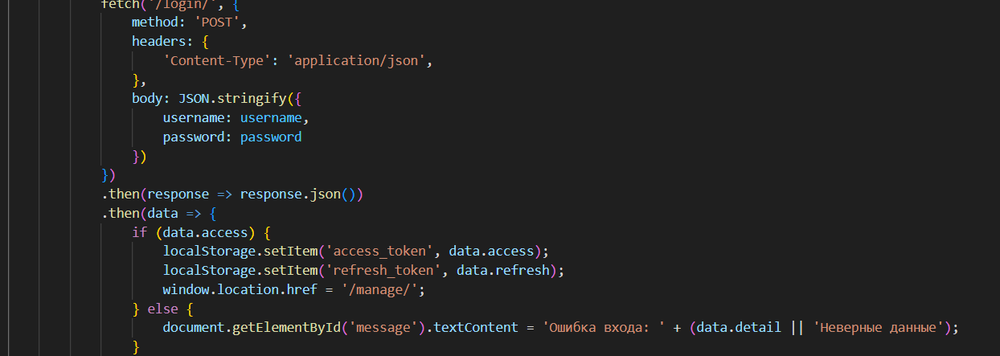 fetch('/login/', {
method: 'POST',
headers: {
'Content-Type': 'application/json',
},
body: JSON.stringify({
username: username,
password: password
})
})
.then(response => response.json())
.then(data => {
if (data.access) {
localStorage.setItem('access_token', data.access);
localStorage.setItem('refresh_token', data.refresh);
window.location.href = '/manage/';
} else {
document.getElementById('message').textContent = 'Ошибка входа: ' + (data.detail || 'Неверные данные');
}